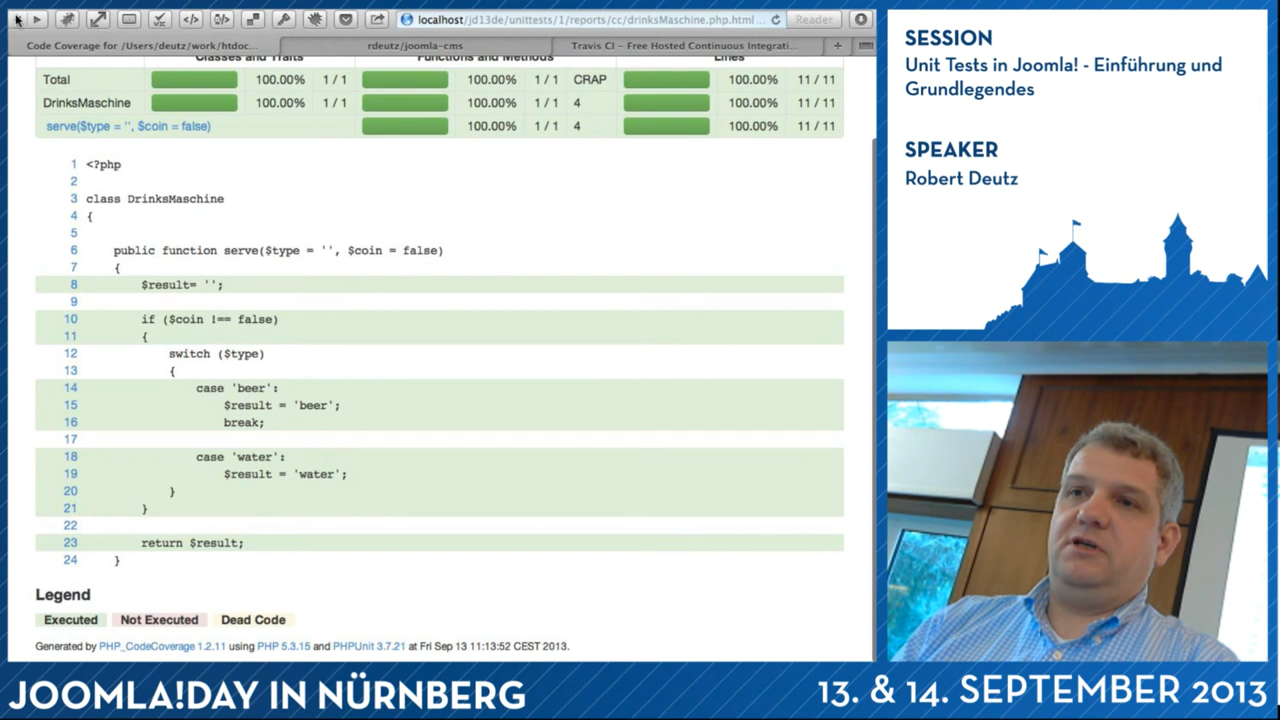 localhost/jd13de/unittests/1/reports/cc/drinksMaschine.php.html...
Reader
Code Coverage for /Users/deutz/work/htdoc...
rdeutz/joomla-cms
Travis CI – Free Hosted Continuous Integrati...
Classes and Traits Functions and Methods Lines
Total 100.00% 1 / 1 100.00% 1 / 1 CRAP 100.00% 11 / 11
DrinksMaschine 100.00% 1 / 1 100.00% 1 / 1 4 100.00% 11 / 11
serve($type = '', $coin = false) 100.00% 1 / 1 4 100.00% 11 / 11
1 <?php
2
3 class DrinksMaschine
4 {
5
6 public function serve($type = '', $coin = false)
7 {
8 $result= '';
9
10 if ($coin !== false)
11 {
12 switch ($type)
13 {
14 case 'beer':
15 $result = 'beer';
16 break;
17
18 case 'water':
19 $result = 'water';
20 }
21 }
22
23 return $result;
24 }
Legend
Executed Not Executed Dead Code
Generated by PHP_CodeCoverage 1.2.11 using PHP 5.3.15 and PHPUnit 3.7.21 at Fri Sep 13 11:13:52 CEST 2013.
SESSION
Unit Tests in Joomla! - Einführung und
Grundlegendes
SPEAKER
Robert Deutz
JOOMLA!DAY IN NÜRNBERG
13. & 14. SEPTEMBER 2013